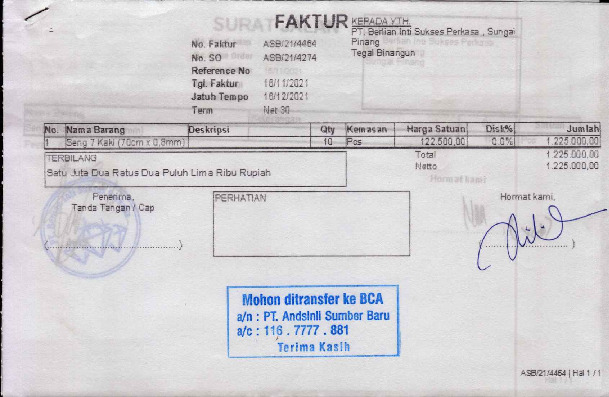 FAKTUR
KEPADA YTH.
PT. Berlian Inti Sukses Perkasa , Sungai
Pinang
Tegal Binangun
No. Faktur ASB/21/4464
No. SO ASB/21/4274
Reference No
Tgl. Faktur 16/11/2021
Jatuh Tempo 16/12/2021
Term Net 30
No. Nama Barang Deskripsi Qty Kemasan Harga Satuan Disk% Jumlah
1 Seng 7 Kaki (70cm x 0,8mm) 10 Pcs 122.500,00 0.0% 1.225.000,00
TERBILANG
Satu Juta Dua Ratus Dua Puluh Lima Ribu Rupiah
Total 1.225.000,00
Netto 1.225.000,00
Penerima,
Tanda Tangan / Cap
(................................)
PERHATIAN
Hormat kami,
(................................)
Mohon ditransfer ke BCA
a/n : PT. Andsinli Sumber Baru
a/c : 116 . 7777 . 881
Terima Kasih
ASB/21/4464 | Hal 1 / 1